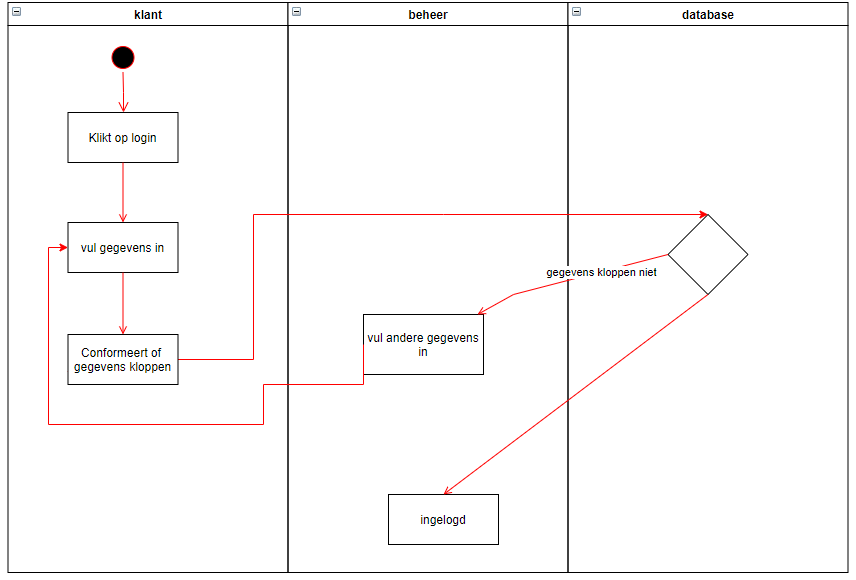 klant
beheer
database
Klikt op login
vul gegevens in
gegevens kloppen niet
vul andere gegevens
in
Conformeert of
gegevens kloppen
ingelogd